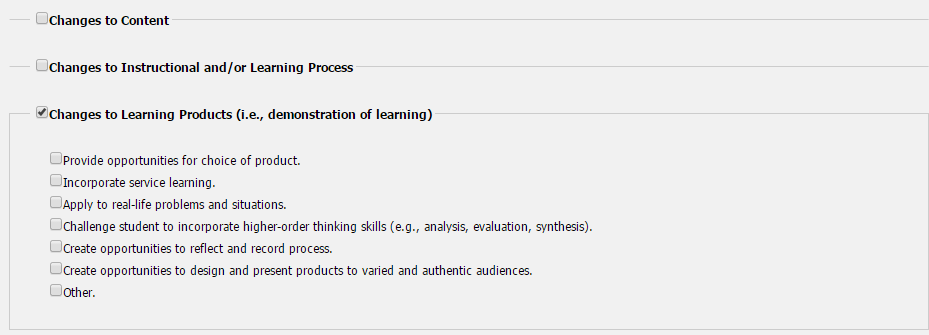 Changes to Content
Changes to Instructional and/or Learning Process
Changes to Learning Products (i.e., demonstration of learning)
Provide opportunities for choice of product.
Incorporate service learning.
Apply to real-life problems and situations.
Challenge student to incorporate higher-order thinking skills (e.g., analysis, evaluation, synthesis).
Create opportunities to reflect and record process.
Create opportunities to design and present products to varied and authentic audiences.
Other.